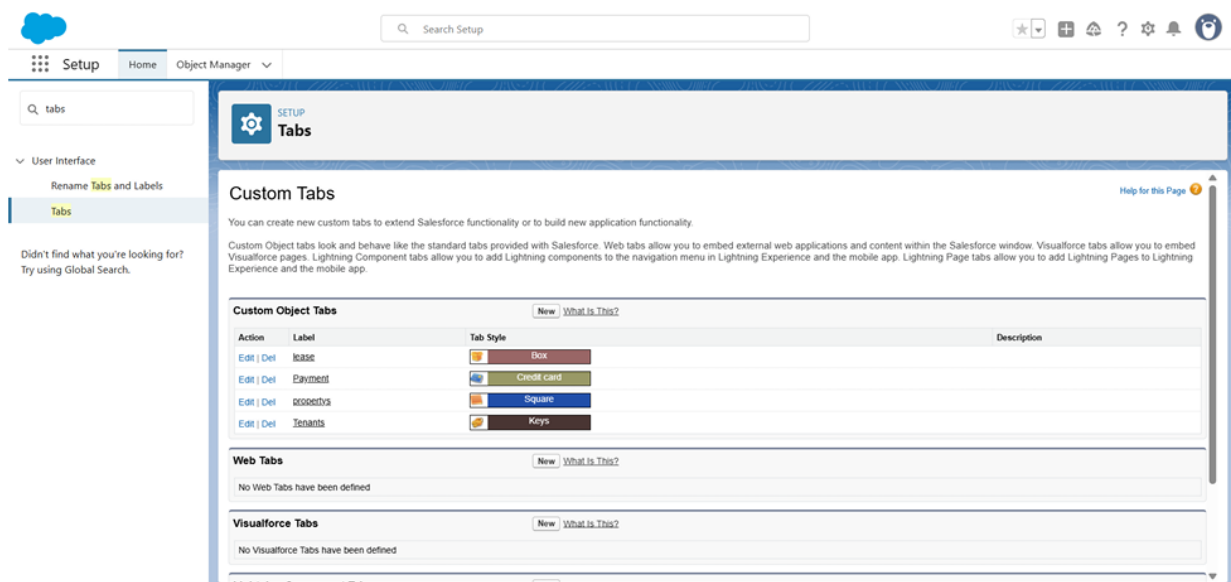 Search Setup
Setup
Home
Object Manager
tabs
User Interface
Rename Tabs and Labels
Tabs
Didn't find what you're looking for?
Try using Global Search.
SETUP
Tabs
Custom Tabs
Help for this Page
You can create new custom tabs to extend Salesforce functionality or to build new application functionality.
Custom Object tabs look and behave like the standard tabs provided with Salesforce. Web tabs allow you to embed external web applications and content within the Salesforce window. Visualforce tabs allow you to embed
Visualforce pages. Lightning Component tabs allow you to add Lightning components to the navigation menu in Lightning Experience and the mobile app. Lightning Page tabs allow you to add Lightning Pages to Lightning
Experience and the mobile app.
Custom Object Tabs New What Is This?
Action Label Tab Style Description
Edit | Del lease Box
Edit | Del Payment Credit card
Edit | Del propertys Square
Edit | Del Tenants Keys
Web Tabs New What Is This?
No Web Tabs have been defined
Visualforce Tabs New What Is This?
No Visualforce Tabs have been defined